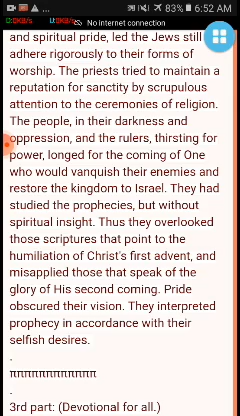 0KB/s
U:0KB/s
No internet connection
83%
6:52 AM
and spiritual pride, led the Jews still
adhere rigorously to their forms of
worship. The priests tried to maintain a
reputation for sanctity by scrupulous
attention to the ceremonies of religion.
The people, in their darkness and
oppression, and the rulers, thirsting for
power, longed for the coming of One
who would vanquish their enemies and
restore the kingdom to Israel. They had
studied the prophecies, but without
spiritual insight. Thus they overlooked
those scriptures that point to the
humiliation of Christ's first advent, and
misapplied those that speak of the
glory of His second coming. Pride
obscured their vision. They interpreted
prophecy in accordance with their
selfish desires.
.
πππππππππππππ
.
3rd part: (Devotional for all.)